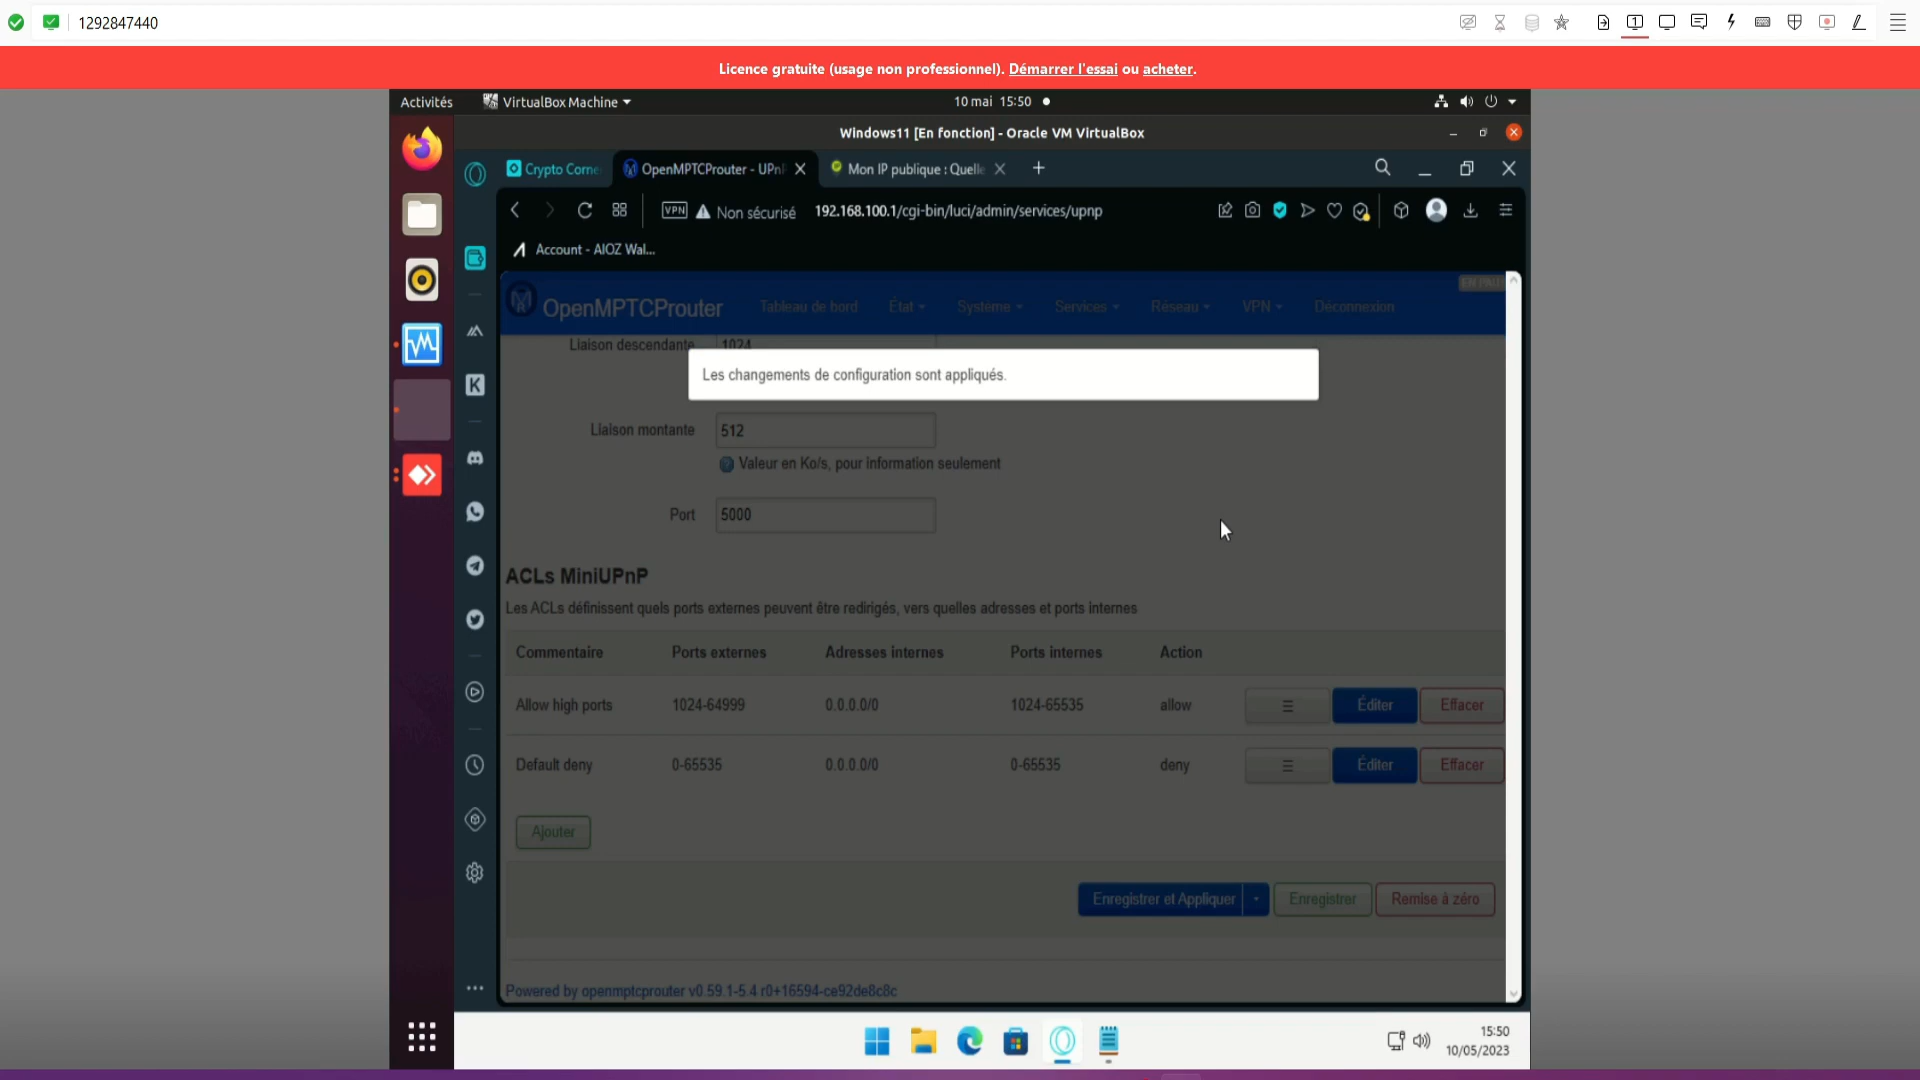 1292847440
Licence gratuite (usage non professionnel). Démarrer l'essai ou acheter.
Activités
VirtualBox Machine
10 mai 15:50
Windows11 [En fonction] - Oracle VM VirtualBox
Crypto Corne
OpenMPTCProuter - UPnP
Mon IP publique : Quelle
VPN
Non sécurisé
192.168.100.1/cgi-bin/luci/admin/services/upnp
Account - AIOZ Wal...
OpenMPTCProuter
Tableau de bord
État
Système
Services
Réseau
VPN
Déconnexion
Liaison descendante
1024
Les changements de configuration sont appliqués.
Liaison montante
512
Valeur en Ko/s, pour information seulement
Port
5000
ACLs MiniUPnP
Les ACLs définissent quels ports externes peuvent être redirigés, vers quelles adresses et ports internes
Commentaire
Ports externes
Adresses internes
Ports internes
Action
Allow high ports
1024-64999
0.0.0.0/0
1024-65535
allow
Éditer
Effacer
Default deny
0-65535
0.0.0.0/0
0-65535
deny
Éditer
Effacer
Ajouter
Enregistrer et Appliquer
Enregistrer
Remise à zéro
Powered by openmptcprouter v0.59.1-5.4 r0+16594-ce92de8c8c
15:50
10/05/2023